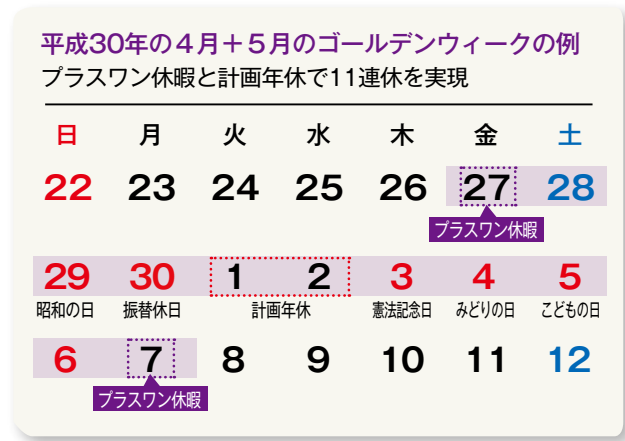 平成30年の4月＋5月のゴールデンウィークの例
プラスワン休暇と計画年休で11連休を実現
日 月 火 水 木 金 土
22 23 24 25 26 27 28
プラスワン休暇
29 30 1 2 3 4 5
昭和の日 振替休日 計画年休 憲法記念日 みどりの日 こどもの日
6 7 8 9 10 11 12
プラスワン休暇